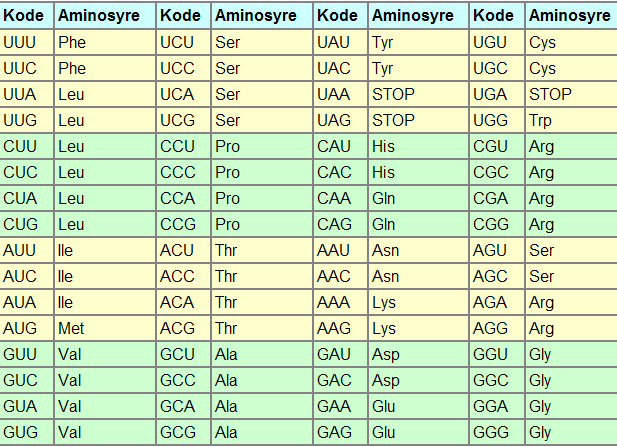 Kode Aminosyre Kode Aminosyre Kode Aminosyre Kode Aminosyre
UUU Phe UCU Ser UAU Tyr UGU Cys
UUC Phe UCC Ser UAC Tyr UGC Cys
UUA Leu UCA Ser UAA STOP UGA STOP
UUG Leu UCG Ser UAG STOP UGG Trp
CUU Leu CCU Pro CAU His CGU Arg
CUC Leu CCC Pro CAC His CGC Arg
CUA Leu CCA Pro CAA Gln CGA Arg
CUG Leu CCG Pro CAG Gln CGG Arg
AUU Ile ACU Thr AAU Asn AGU Ser
AUC Ile ACC Thr AAC Asn AGC Ser
AUA Ile ACA Thr AAA Lys AGA Arg
AUG Met ACG Thr AAG Lys AGG Arg
GUU Val GCU Ala GAU Asp GGU Gly
GUC Val GCC Ala GAC Asp GGC Gly
GUA Val GCA Ala GAA Glu GGA Gly
GUG Val GCG Ala GAG Glu GGG Gly